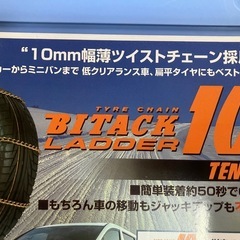 "10mm幅薄ツイストチェーン採
カーからミニバンまで 低クリアランス車、扁平タイヤにもベスト
TYRE CHAIN
BITACK
LADDER
10
TEN
■簡単装着約50秒で
■もちろん車の移動もジャッキアップも